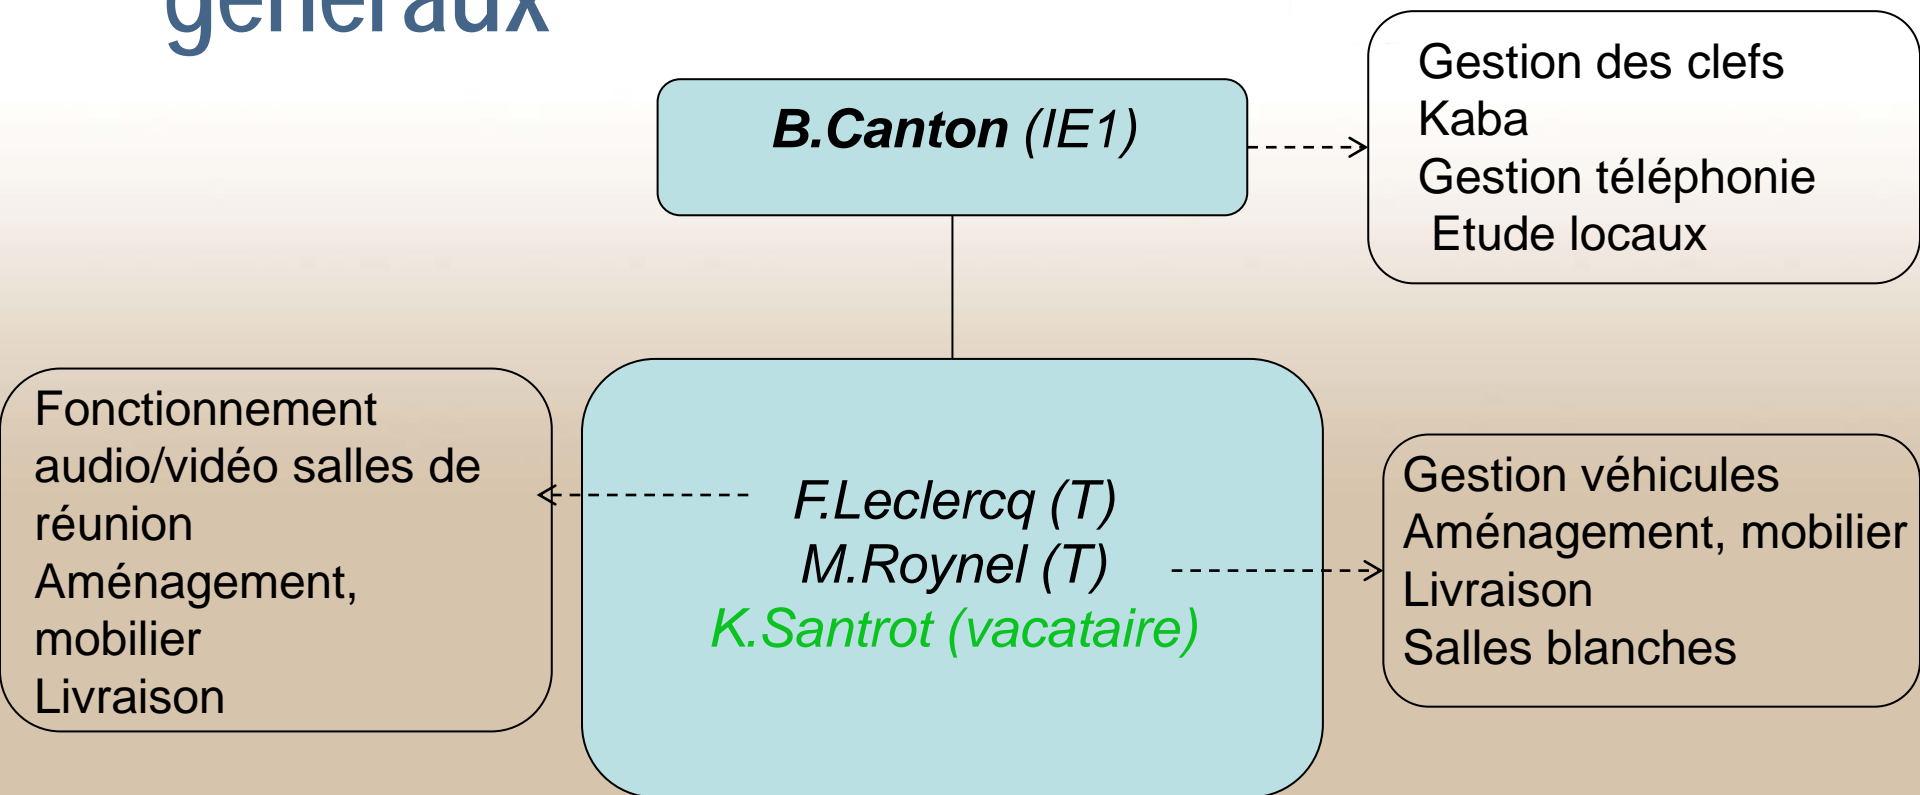 généraux
B.Canton (IE1)
Gestion des clefs
Kaba
Gestion téléphonie
Etude locaux
Fonctionnement
audio/vidéo salles de
réunion
Aménagement,
mobilier
Livraison
F.Leclercq (T)
M.Roynel (T)
K.Santrot (vacataire)
Gestion véhicules
Aménagement, mobilier
Livraison
Salles blanches